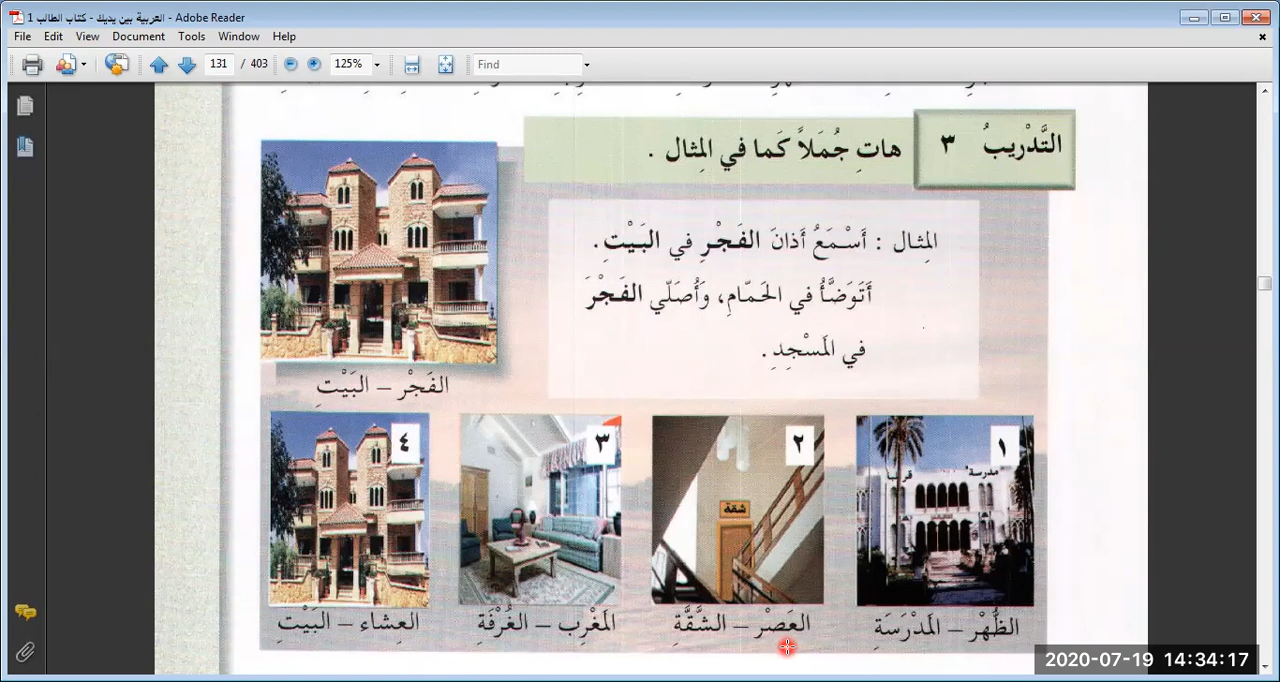 العربية بين يديك - كتاب الطالب 1 - Adobe Reader
File Edit View Document Tools Window Help
131 / 403 125% Find
التَّدْرِيبُ ٣ هاتِ جُمَلاً كَما في المِثال .
المِثال : أَسْمَعُ أَذانَ الفَجْرِ في البَيْتِ.
أَتَوَضَّأُ في الحَمّامِ، وَأُصَلّي الفَجْرَ
في المَسْجِدِ.
الفَجْر – البَيْتِ
١ ٢ ٣ ٤
مدرسة
شقة
الظُّهْر – المَدْرَسَةِ العَصْر – الشَّقَّةِ المَغْرِب – الغُرْفَةِ العِشاء – البَيْتِ
2020-07-19 14:34:17